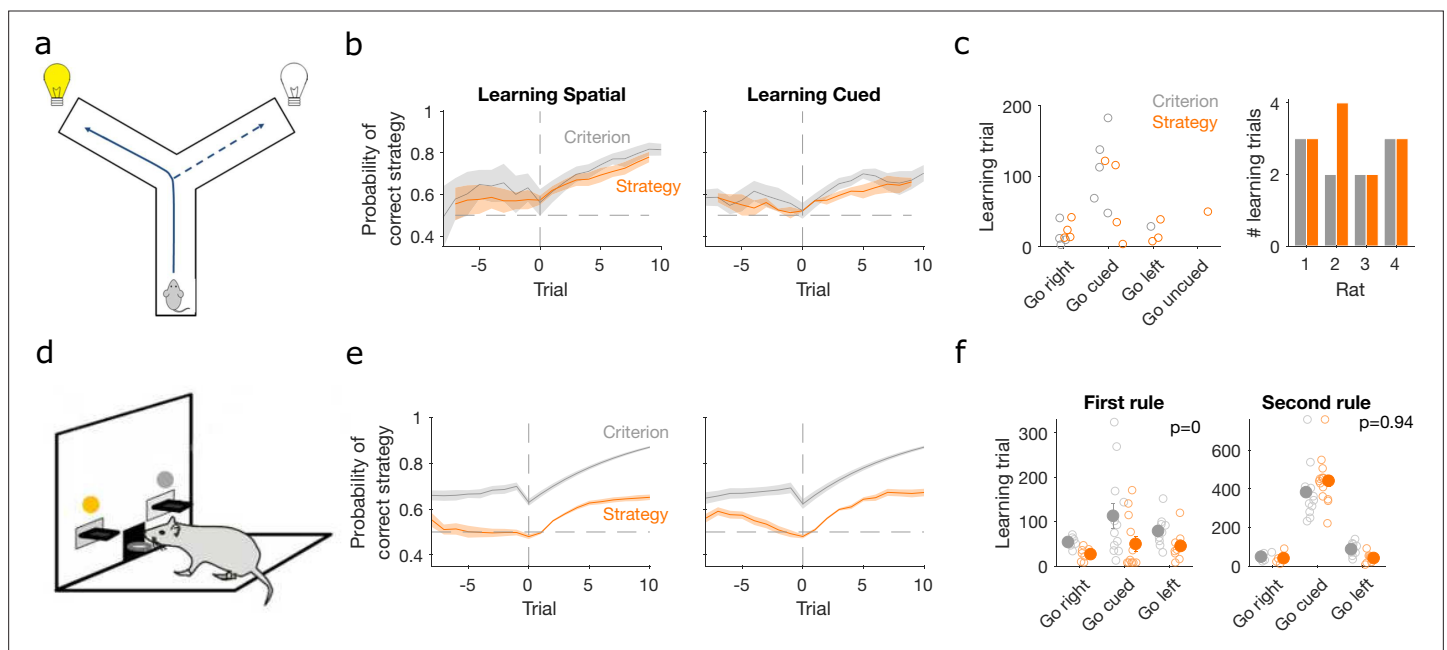 a
b
Learning Spatial
Learning Cued
Probability of
correct strategy
1
0.8
0.6
0.4
Criterion
Strategy
-5
0
5
10
Trial
-5
0
5
10
Trial
c
Learning trial
200
100
0
Criterion
Strategy
Go right
Go cued
Go left
Go uncued
# learning trials
4
2
0
1
2
3
4
Rat
d
e
Probability of
correct strategy
1
0.8
0.6
0.4
Criterion
Strategy
-5
0
5
10
Trial
Criterion
Strategy
-5
0
5
10
Trial
f
First rule
p=0
Learning trial
300
200
100
0
Go right
Go cued
Go left
Second rule
p=0.94
600
400
200
0
Go right
Go cued
Go left